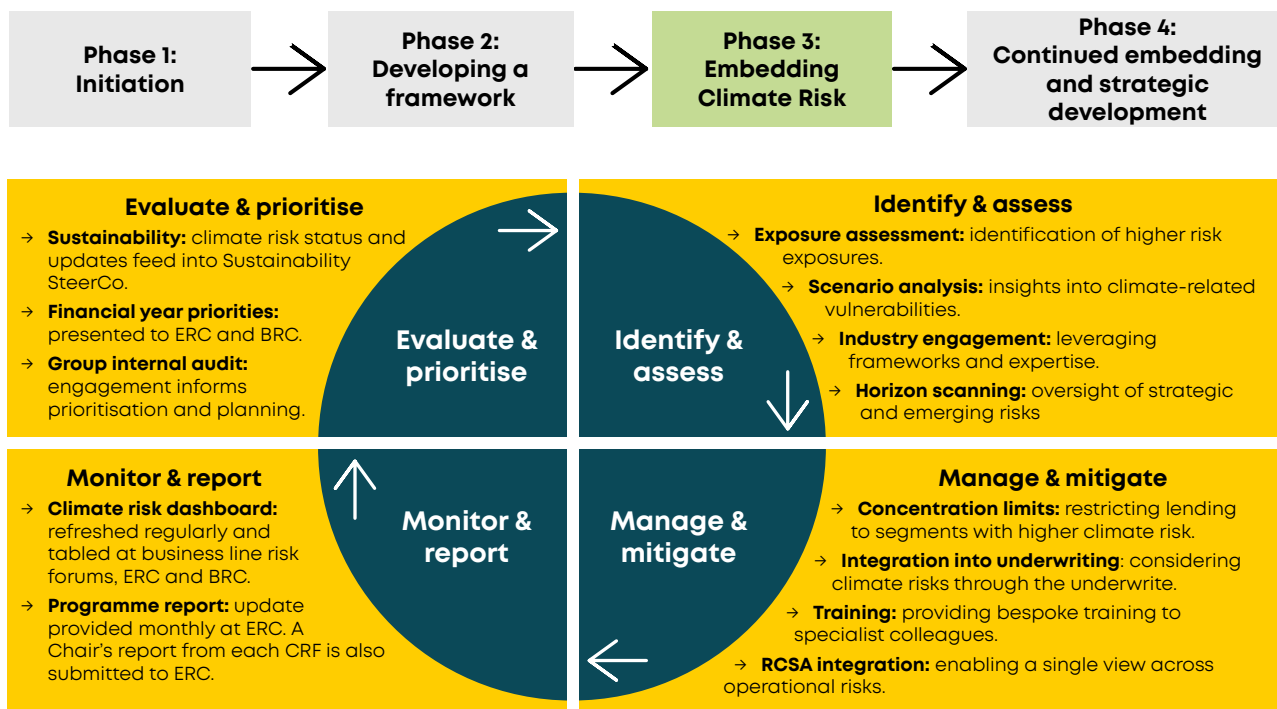 Phase 1:
Initiation
Phase 2:
Developing a
framework
Phase 3:
Embedding
Climate Risk
Phase 4:
Continued embedding
and strategic
development
Evaluate & prioritise
→ Sustainability: climate risk status and
updates feed into Sustainability
SteerCo.
→ Financial year priorities:
presented to ERC and BRC.
→ Group internal audit:
engagement informs
prioritisation and planning.
Evaluate &
prioritise
Identify &
assess
Identify & assess
→ Exposure assessment: identification of higher risk
exposures.
→ Scenario analysis: insights into climate-related
vulnerabilities.
→ Industry engagement: leveraging
frameworks and expertise.
→ Horizon scanning: oversight of strategic
and emerging risks
Monitor & report
→ Climate risk dashboard:
refreshed regularly and
tabled at business line risk
forums, ERC and BRC.
→ Programme report: update
provided monthly at ERC. A
Chair’s report from each CRF is also
submitted to ERC.
Monitor &
report
Manage &
mitigate
Manage & mitigate
→ Concentration limits: restricting lending
to segments with higher climate risk.
→ Integration into underwriting: considering
climate risks through the underwrite.
→ Training: providing bespoke training to
specialist colleagues.
→ RCSA integration: enabling a single view across
operational risks.